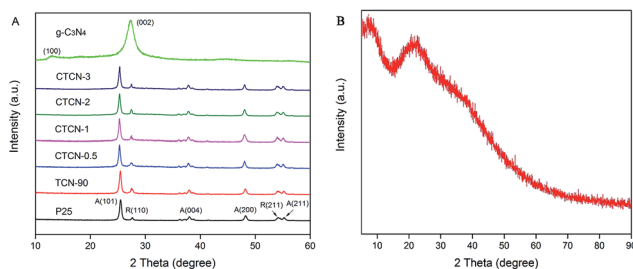 A
g-C3N4
(002)
(100)
CTCN-3
CTCN-2
CTCN-1
CTCN-0.5
TCN-90
P25
A(101)
R(110)
A(004)
A(200)
R(211)
A(211)
10 20 30 40 50 60
2 Theta (degree)
Intensity (a.u.)
B
10 20 30 40 50 60 70 80 90
2 Theta (degree)
Intensity (a.u.)